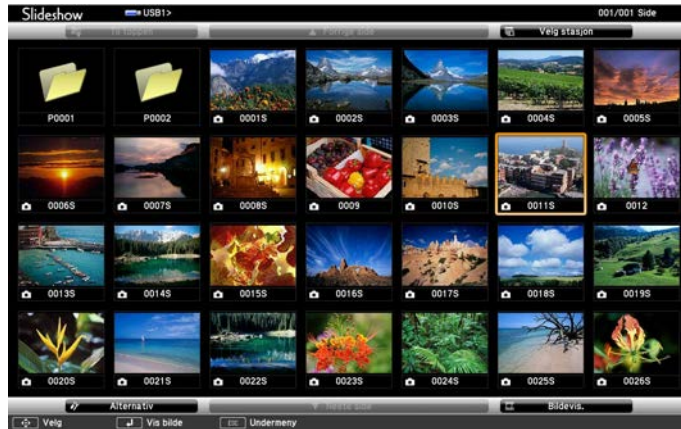 Slideshow USB1> 001/001 Side
Til toppen Forrige side Velg stasjon
P0001 P0002 0001S 0002S 0003S 0004S 0005S
0006S 0007S 0008S 0009 0010S 0011S 0012
0013S 0014S 0015S 0016S 0017S 0018S 0019S
0020S 0021S 0022S 0023S 0024S 0025S 0026S
Alternativ Neste side Bildevis.
Velg Vis bilde Esc Undermeny